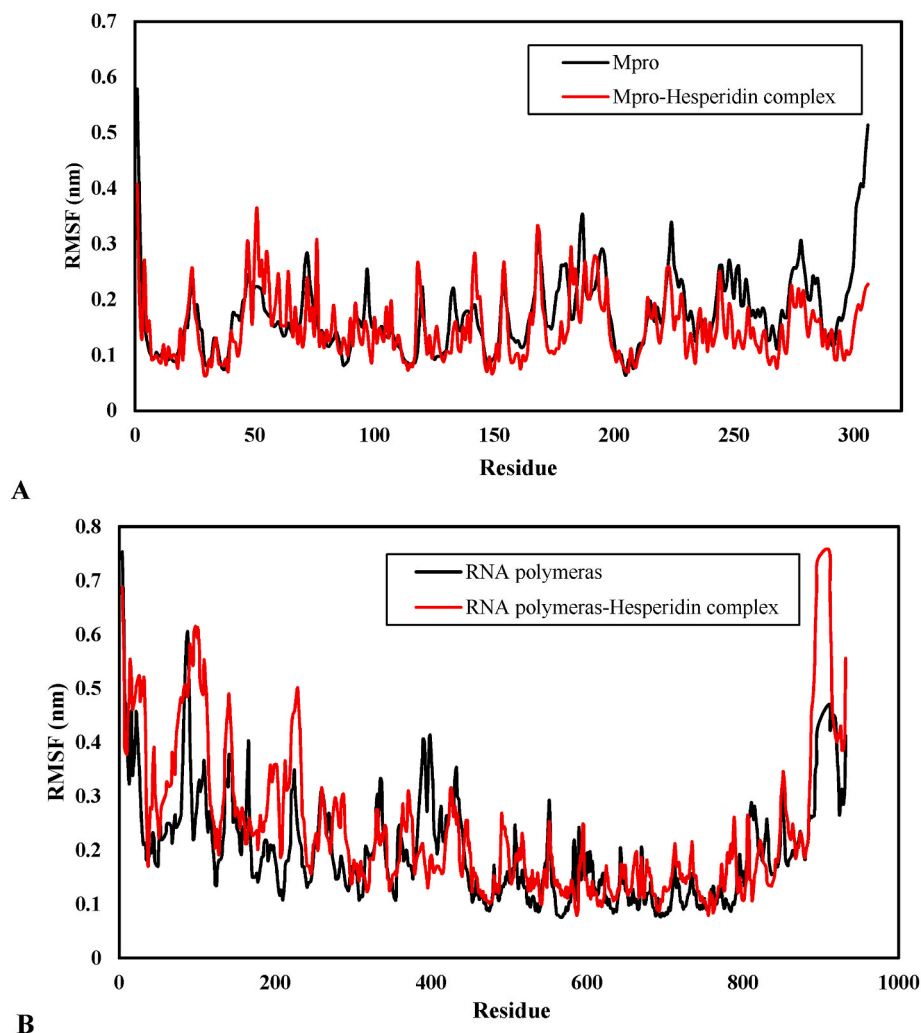 0.7
0.6
0.5
0.4
0.3
0.2
0.1
0
RMSF (nm)
Mpro
Mpro-Hesperidin complex
0 50 100 150 200 250 300
Residue
A
0.8
0.7
0.6
0.5
0.4
0.3
0.2
0.1
0
RMSF (nm)
RNA polymeras
RNA polymeras-Hesperidin complex
0 200 400 600 800 1000
Residue
B